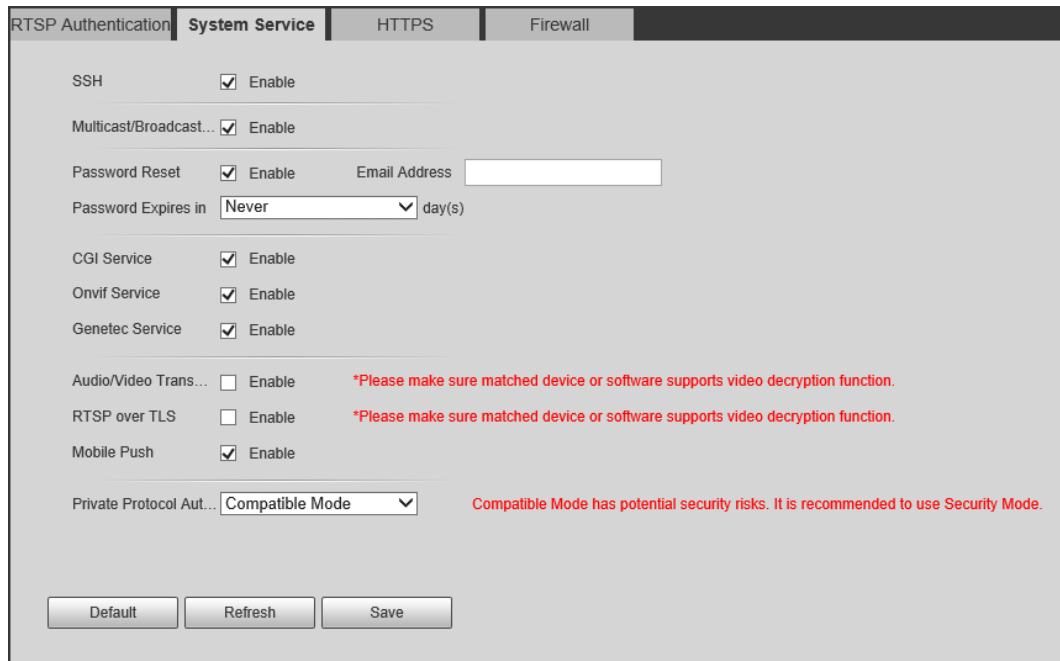 RTSP Authentication System Service HTTPS Firewall
SSH Enable
Multicast/Broadcast... Enable
Password Reset Enable Email Address
Password Expires in Never day(s)
CGI Service Enable
Onvif Service Enable
Genetec Service Enable
Audio/Video Trans... Enable *Please make sure matched device or software supports video decryption function.
RTSP over TLS Enable *Please make sure matched device or software supports video decryption function.
Mobile Push Enable
Private Protocol Aut... Compatible Mode Compatible Mode has potential security risks. It is recommended to use Security Mode.
Default Refresh Save